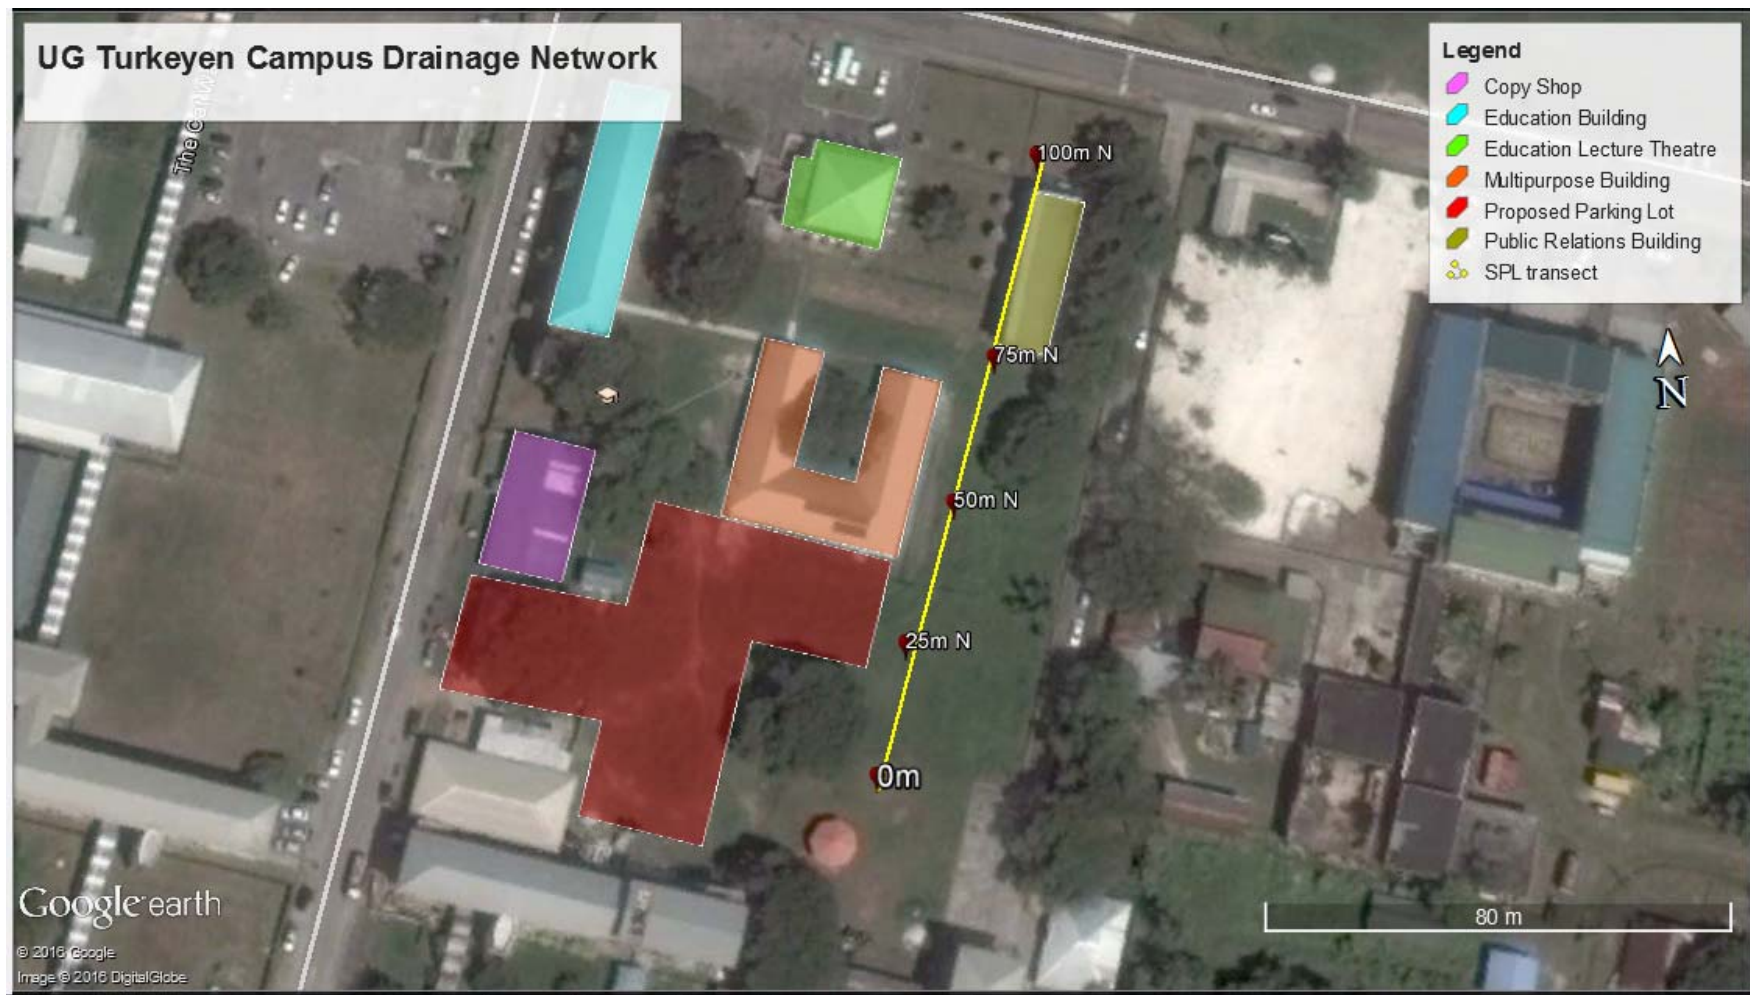 UG Turkeyen Campus Drainage Network
Legend
Copy Shop
Education Building
Education Lecture Theatre
Multipurpose Building
Proposed Parking Lot
Public Relations Building
SPL transect
100m N
75m N
N
50m N
25m N
0m
Google earth
80 m
© 2016 Google
Image © 2016 DigitalGlobe